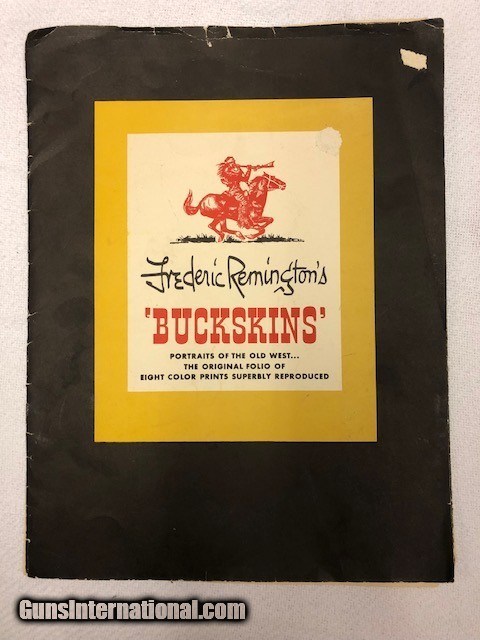 Frederic Remington's
'BUCKSKINS'
PORTRAITS OF THE OLD WEST...
THE ORIGINAL FOLIO OF
EIGHT COLOR PRINTS SUPERBLY REPRODUCED
GunsInternational.com